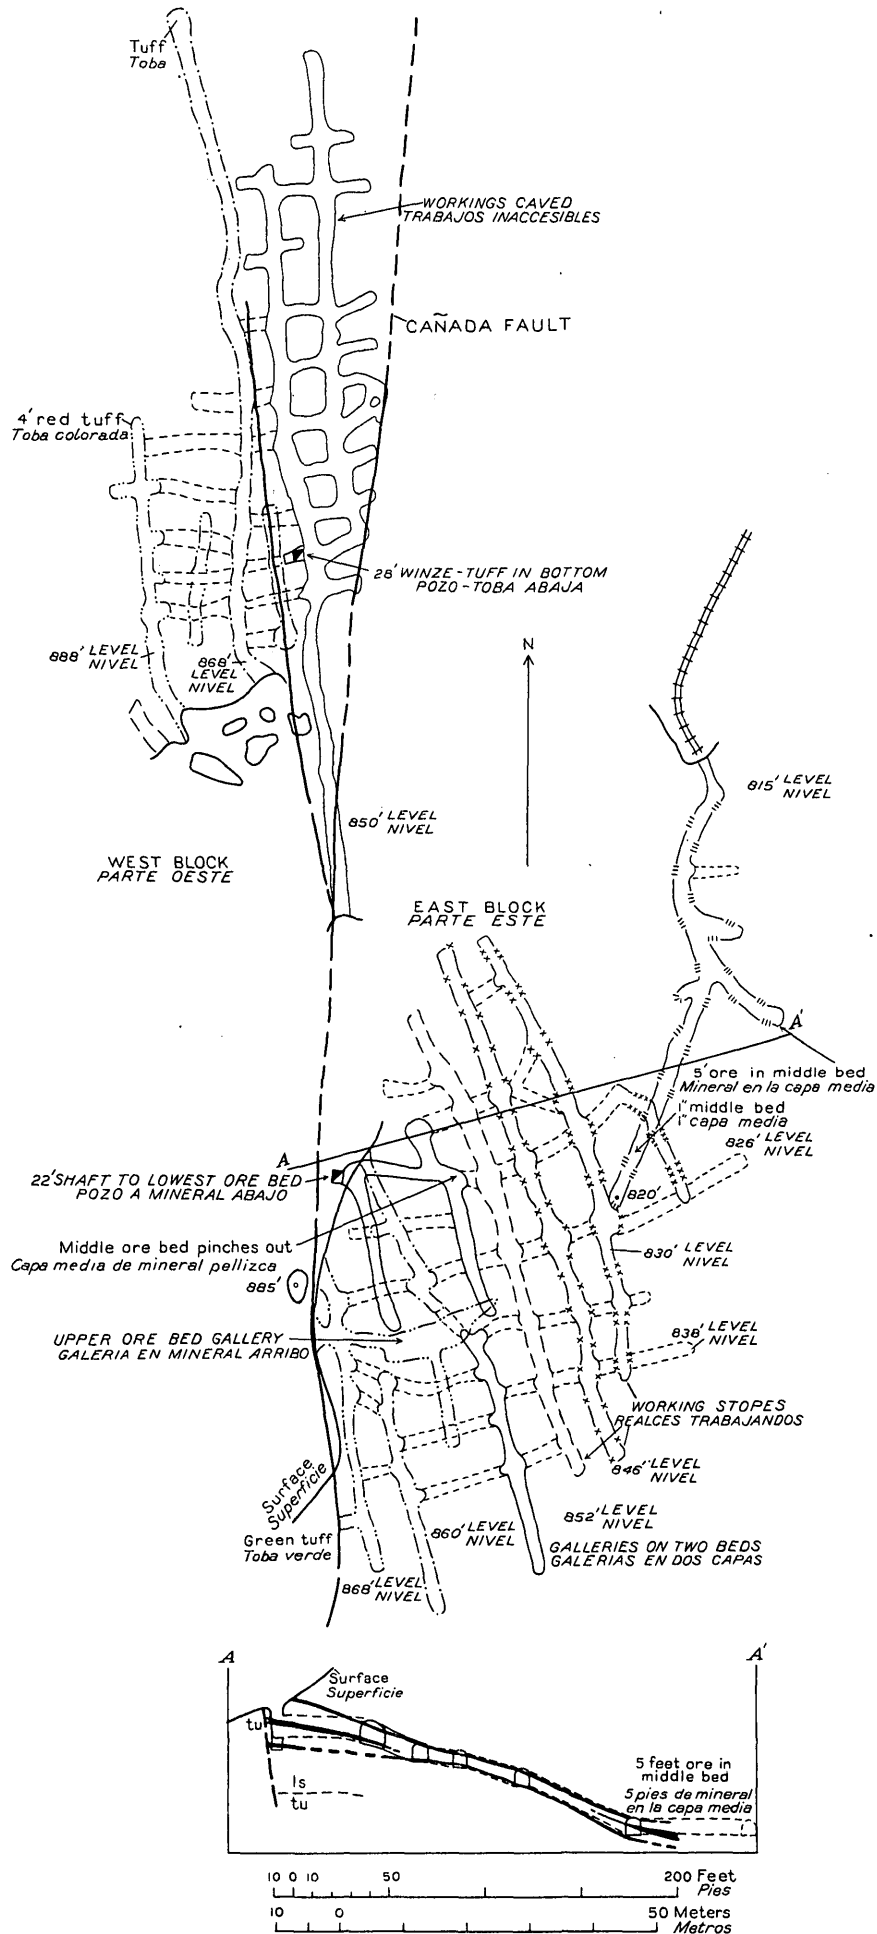 Tuff
Toba
WORKINGS CAVED
TRABAJOS INACCESIBLES
CAÑADA FAULT
4' red tuff
Toba colorada
28' WINZE-TUFF IN BOTTOM
POZO-TOBA ABAJA
N
888' LEVEL
NIVEL
868'
LEVEL
NIVEL
815' LEVEL
NIVEL
850' LEVEL
NIVEL
WEST BLOCK
PARTE OESTE
EAST BLOCK
PARTE ESTE
A'
5' ore in middle bed
Mineral en la capa media
1' middle bed
1' capa media
826' LEVEL
NIVEL
A
22' SHAFT TO LOWEST ORE BED
POZO A MINERAL ABAJO
820'
Middle ore bed pinches out
Capa media de mineral pellizca
830' LEVEL
NIVEL
885'
UPPER ORE BED GALLERY
GALERIA EN MINERAL ARRIBO
838' LEVEL
NIVEL
WORKING STOPES
REALCES TRABAJANDOS
846' LEVEL
NIVEL
Surface
Superficie
852' LEVEL
NIVEL
860' LEVEL
NIVEL
Green tuff
Toba verde
GALLERIES ON TWO BEDS
GALERIAS EN DOS CAPAS
868' LEVEL
NIVEL
A A'
Surface
Superficie
tu
5 feet ore in
middle bed
5 pies de mineral
en la capa media
ls
tu
10 0 10 50 200 Feet
Pies
10 0 50 Meters
Metros